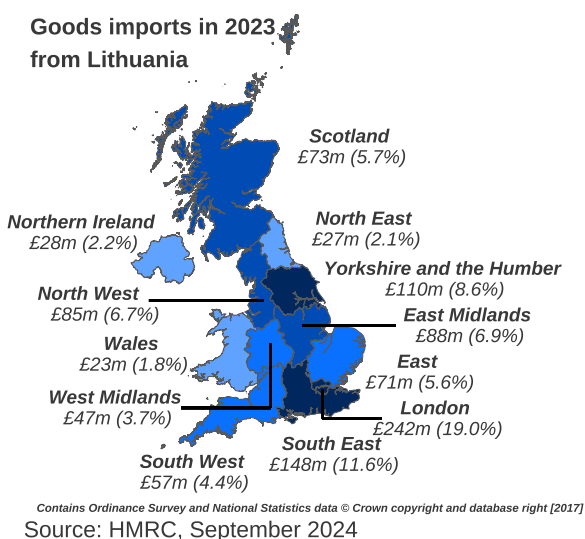 Goods imports in 2023
from Lithuania
Scotland
£73m (5.7%)
Northern Ireland
£28m (2.2%)
North East
£27m (2.1%)
Yorkshire and the Humber
£110m (8.6%)
North West
£85m (6.7%)
East Midlands
£88m (6.9%)
Wales
£23m (1.8%)
East
£71m (5.6%)
West Midlands
£47m (3.7%)
London
£242m (19.0%)
South East
£148m (11.6%)
South West
£57m (4.4%)
Contains Ordinance Survey and National Statistics data © Crown copyright and database right [2017]
Source: HMRC, September 2024